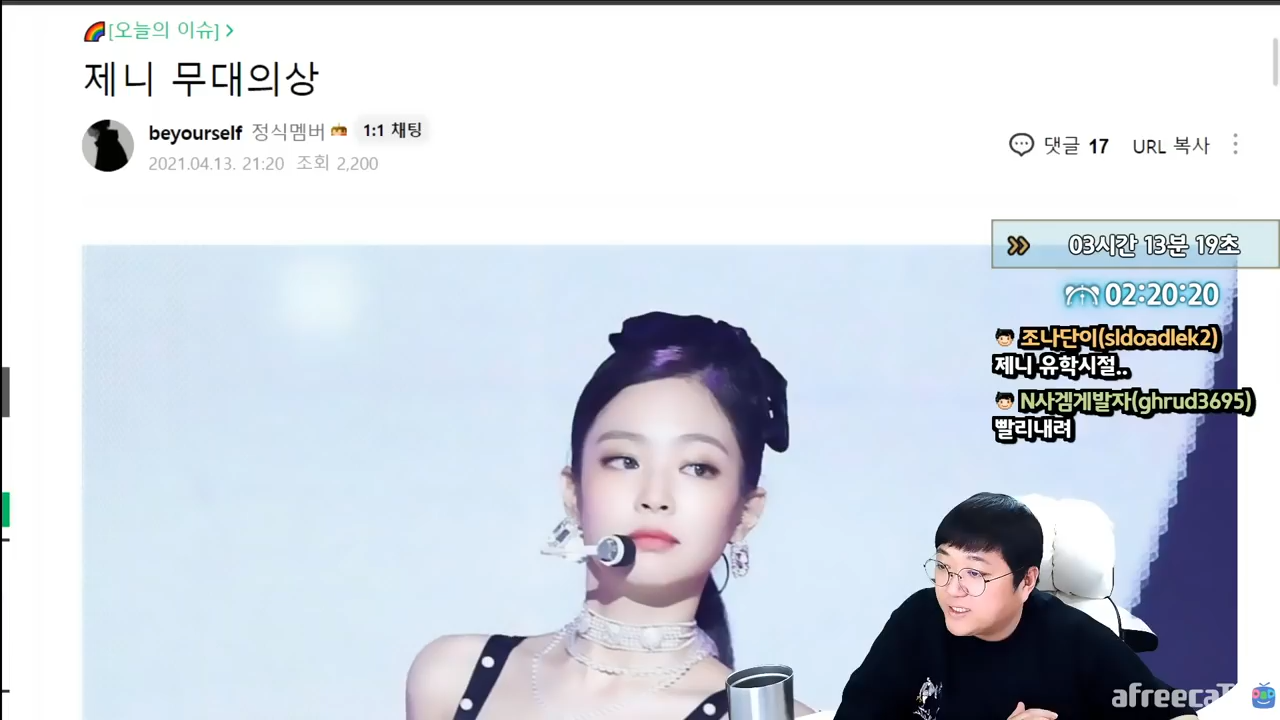 [오늘의 이슈] >
제니 무대의상
beyourself 정식멤버 1:1 채팅
2021.04.13. 21:20 조회 2,200
댓글 17 URL 복사
03시간 13분 19초
02:20:20
조나단이(sldoadlek2)
제니 유학시절..
N사겜게발자(ghrud3695)
빨리내려
afreecaT